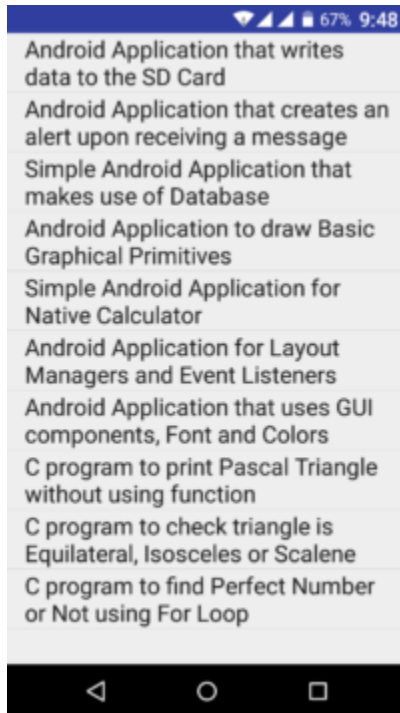 67% 9:48
Android Application that writes
data to the SD Card
Android Application that creates an
alert upon receiving a message
Simple Android Application that
makes use of Database
Android Application to draw Basic
Graphical Primitives
Simple Android Application for
Native Calculator
Android Application for Layout
Managers and Event Listeners
Android Application that uses GUI
components, Font and Colors
C program to print Pascal Triangle
without using function
C program to check triangle is
Equilateral, Isosceles or Scalene
C program to find Perfect Number
or Not using For Loop